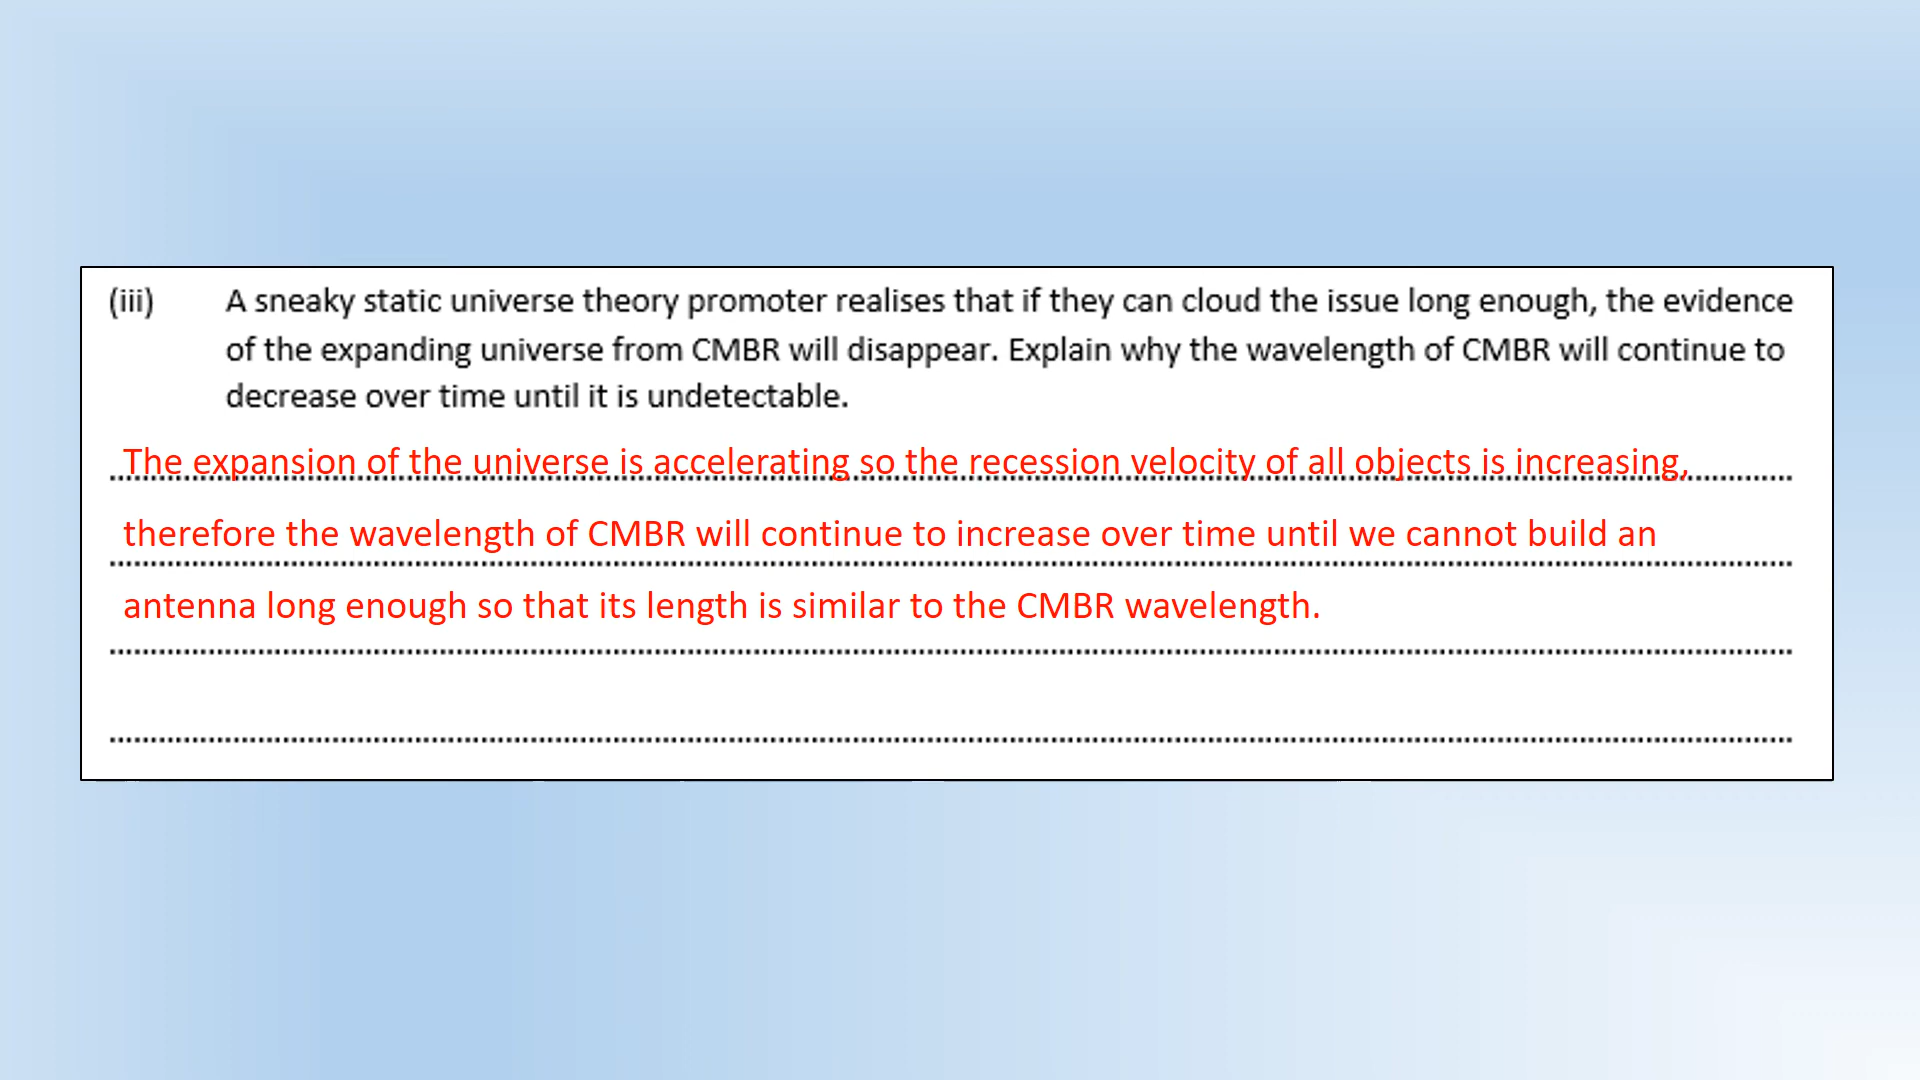 (iii) A sneaky static universe theory promoter realises that if they can cloud the issue long enough, the evidence
of the expanding universe from CMBR will disappear. Explain why the wavelength of CMBR will continue to
decrease over time until it is undetectable.
The expansion of the universe is accelerating so the recession velocity of all objects is increasing,
therefore the wavelength of CMBR will continue to increase over time until we cannot build an
antenna long enough so that its length is similar to the CMBR wavelength.